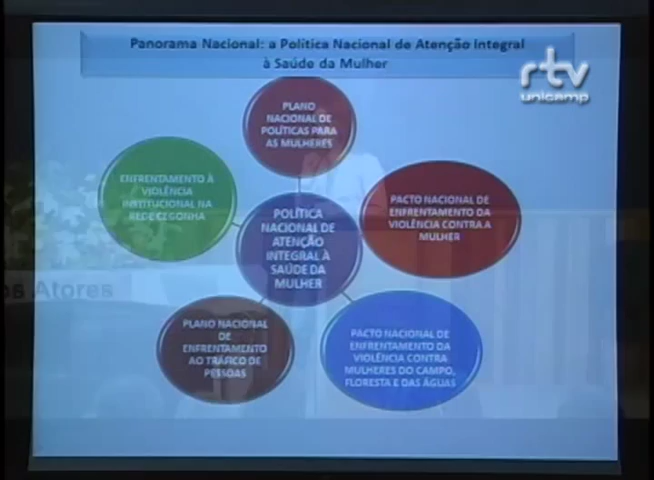 Panorama Nacional: a Política Nacional de Atenção Integral
à Saúde da Mulher
rtv
unicamp
PLANO
NACIONAL DE
POLÍTICAS PARA
AS MULHERES
ENFRENTAMENTO À
VIOLÊNCIA
INSTITUCIONAL NA
REDE CEGONHA
PACTO NACIONAL DE
ENFRENTAMENTO DA
VIOLÊNCIA CONTRA A
MULHER
POLÍTICA
NACIONAL DE
ATENÇÃO
INTEGRAL À
SAÚDE DA
MULHER
os Atores
PLANO NACIONAL
DE
ENFRENTAMENTO
AO TRÁFICO DE
PESSOAS
PACTO NACIONAL DE
ENFRENTAMENTO DA
VIOLÊNCIA CONTRA
MULHERES DO CAMPO,
FLORESTA E DAS ÁGUAS